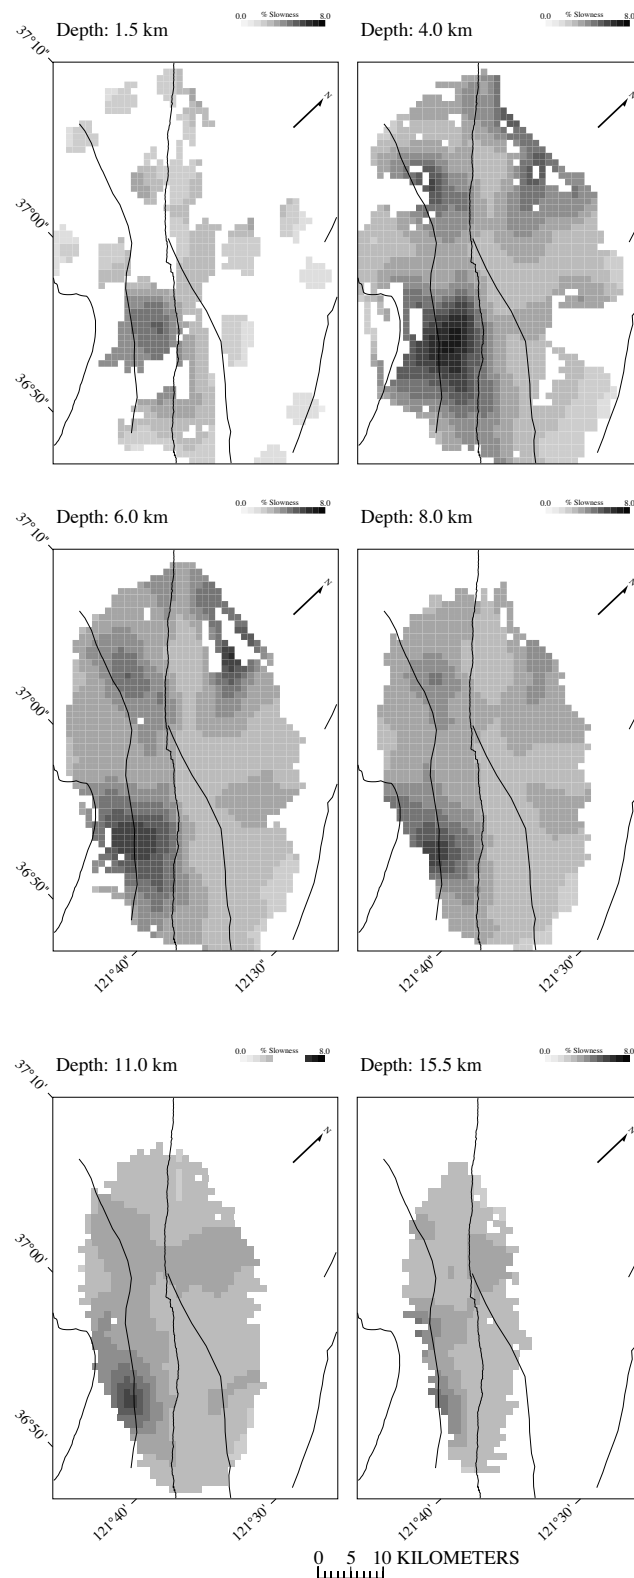 Depth: 1.5 km
0.0 % Slowness 8.0
Depth: 4.0 km
0.0 % Slowness 8.0
37°10"
37°00"
36°50"
N
N
Depth: 6.0 km
0.0 % Slowness 8.0
Depth: 8.0 km
0.0 % Slowness 8.0
37°10"
37°00"
36°50"
N
N
121°40"
12130"
121°40"
121°30"
Depth: 11.0 km
0.0 % Slowness 8.0
Depth: 15.5 km
0.0 % Slowness 8.0
37°10'
37°00'
36°50'
N
N
121°40'
121°30'
121°40'
121°30'
0 5 10 KILOMETERS